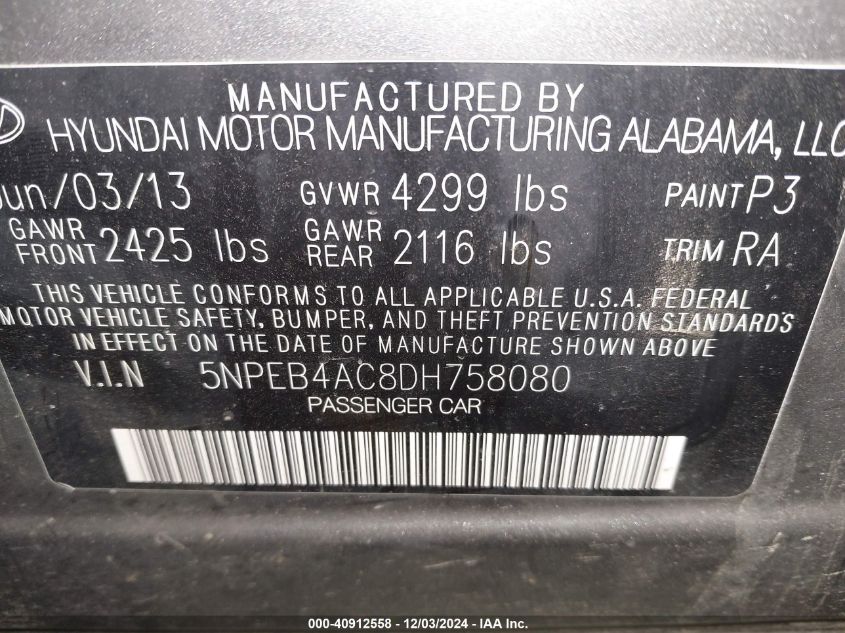 MANUFACTURED BY
HYUNDAI MOTOR MANUFACTURING ALABAMA, LLC
Jun/03/13 GVWR 4299 lbs PAINT P3
GAWR FRONT 2425 lbs GAWR REAR 2116 lbs TRIM RA
THIS VEHICLE CONFORMS TO ALL APPLICABLE U.S.A. FEDERAL
MOTOR VEHICLE SAFETY, BUMPER, AND THEFT PREVENTION STANDARDS
IN EFFECT ON THE DATE OF MANUFACTURE SHOWN ABOVE
V.I.N 5NPEB4AC8DH758080
PASSENGER CAR
000-40912558 - 12/03/2024 - IAA Inc.